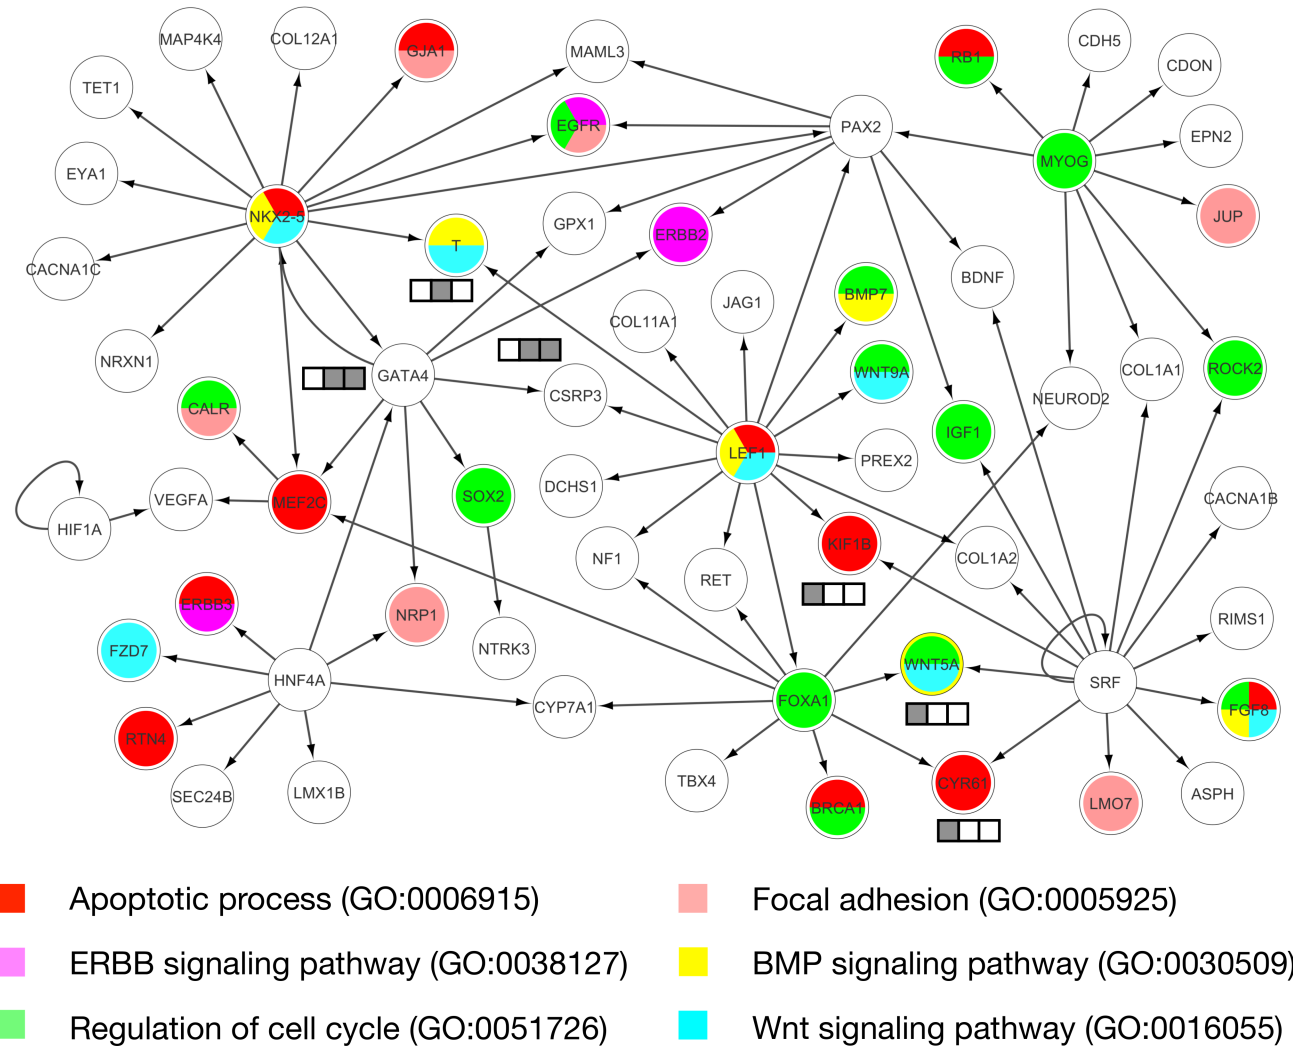 MAP4K4
COL12A1
GJA1
MAML3
RB1
CDH5
CDON
TET1
EGFR
PAX2
EPN2
MYOG
EYA1
NKX2-5
T
GPX1
ERBB2
JUP
CACNA1C
BDNF
BMP7
JAG1
COL11A1
NRXN1
GATA4
CSRP3
WNT9A
NEUROD2
COL1A1
ROCK2
CALR
IGF1
LEF1
PREX2
DCHS1
VEGFA
MEF2C
SOX2
CACNA1B
HIF1A
NF1
RET
KIF1B
COL1A2
ERBB3
NRP1
RIMS1
FZD7
NTRK3
HNF4A
WNT5A
SRF
CYP7A1
FOXA1
FGF8
RTN4
SEC24B
LMX1B
TBX4
BRCA1
CYR61
LMO7
ASPH
Apoptotic process (GO:0006915)
Focal adhesion (GO:0005925)
ERBB signaling pathway (GO:0038127)
BMP signaling pathway (GO:0030509)
Regulation of cell cycle (GO:0051726)
Wnt signaling pathway (GO:0016055)